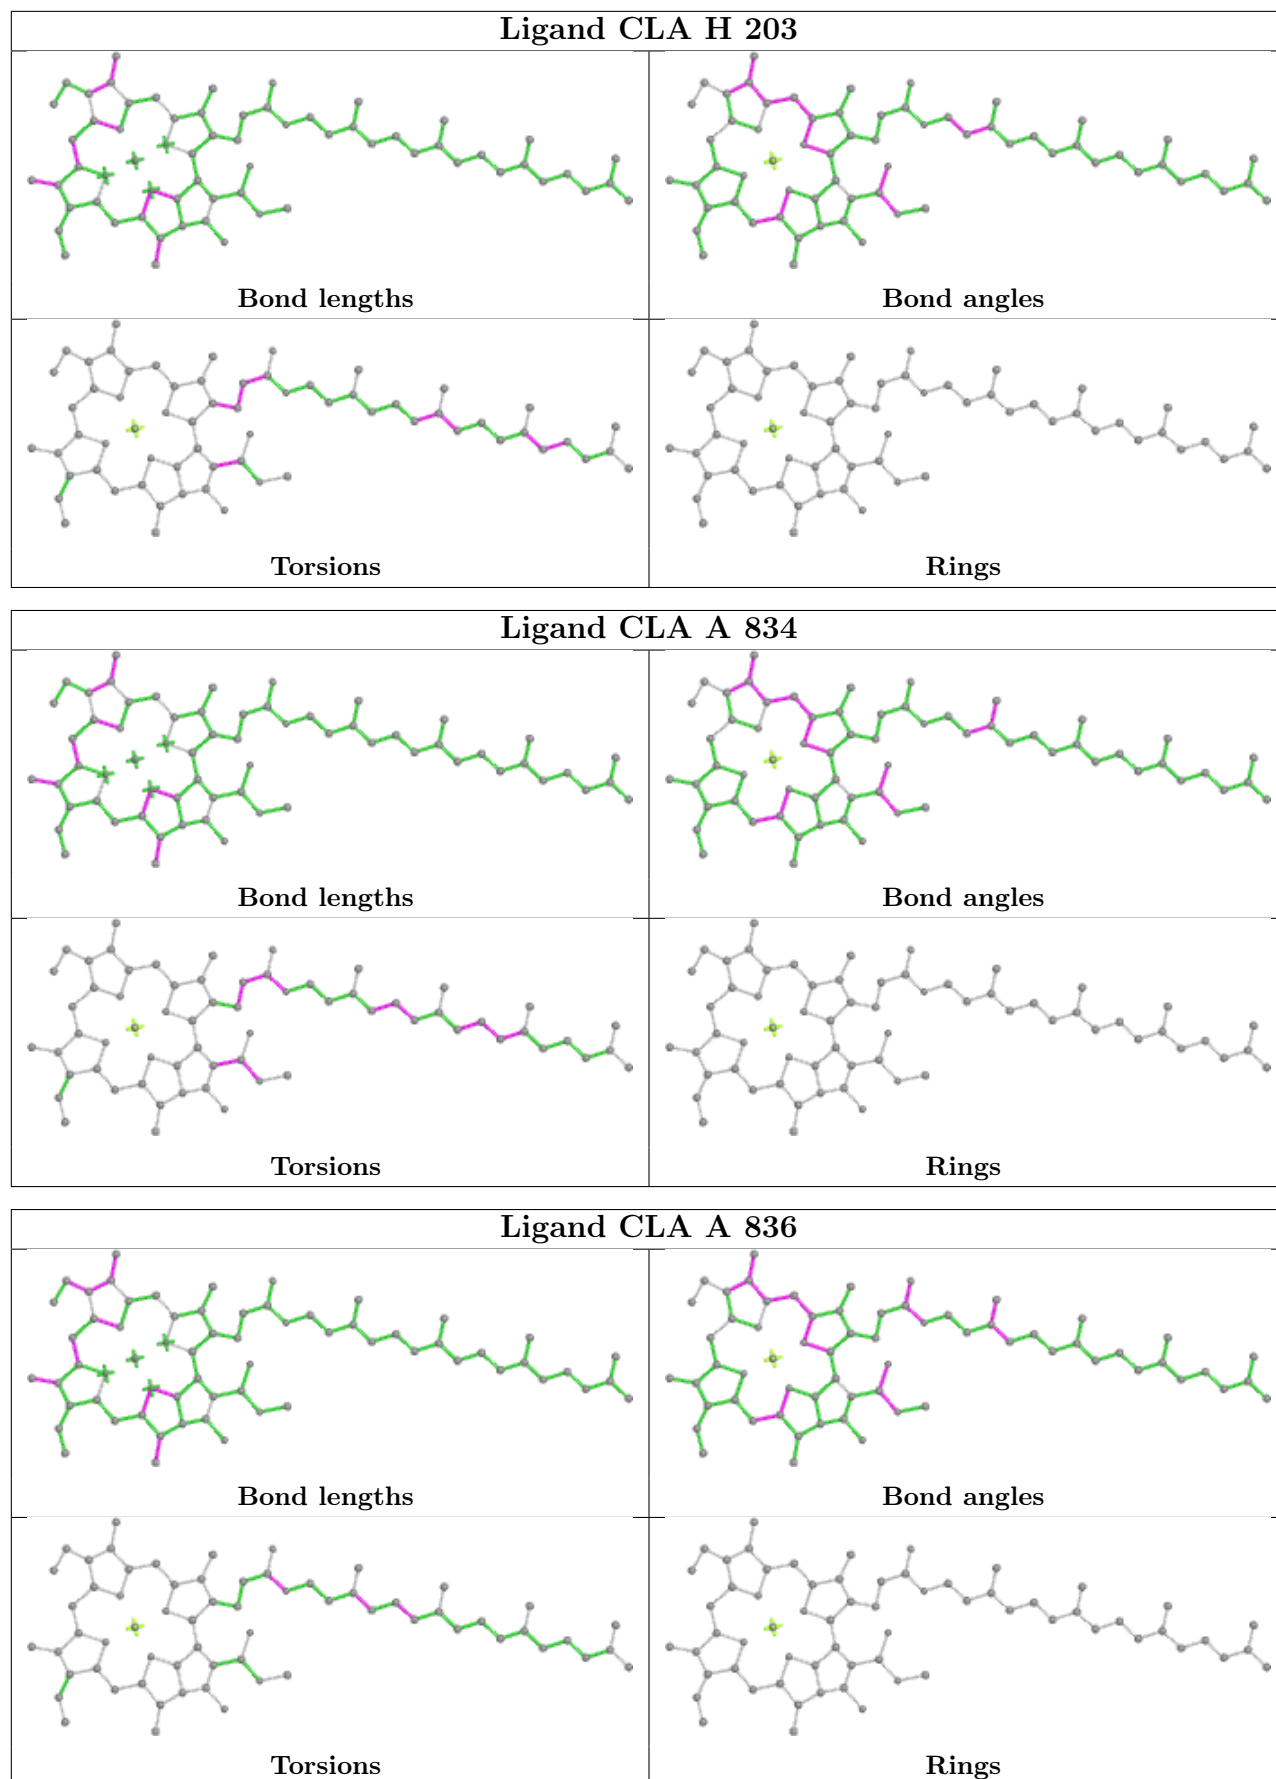 Ligand CLA H 203
Bond lengths
Bond angles
Torsions
Rings
Ligand CLA A 834
Bond lengths
Bond angles
Torsions
Rings
Ligand CLA A 836
Bond lengths
Bond angles
Torsions
Rings